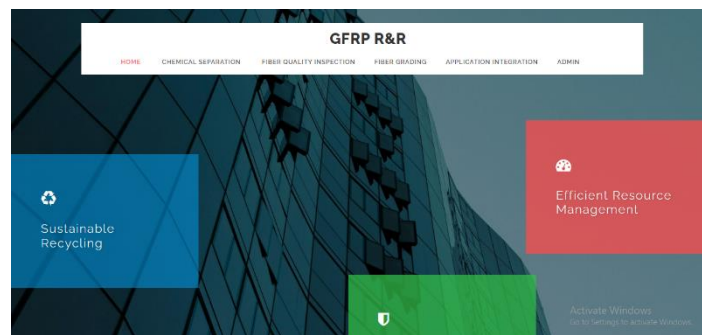 GFRP R&R
HOME CHEMICAL SEPARATION FIBER QUALITY INSPECTION FIBER GRADING APPLICATION INTEGRATION ADMIN
Efficient Resource
Management
Sustainable
Recycling
Activate Windows
Go to Settings to activate Windows.